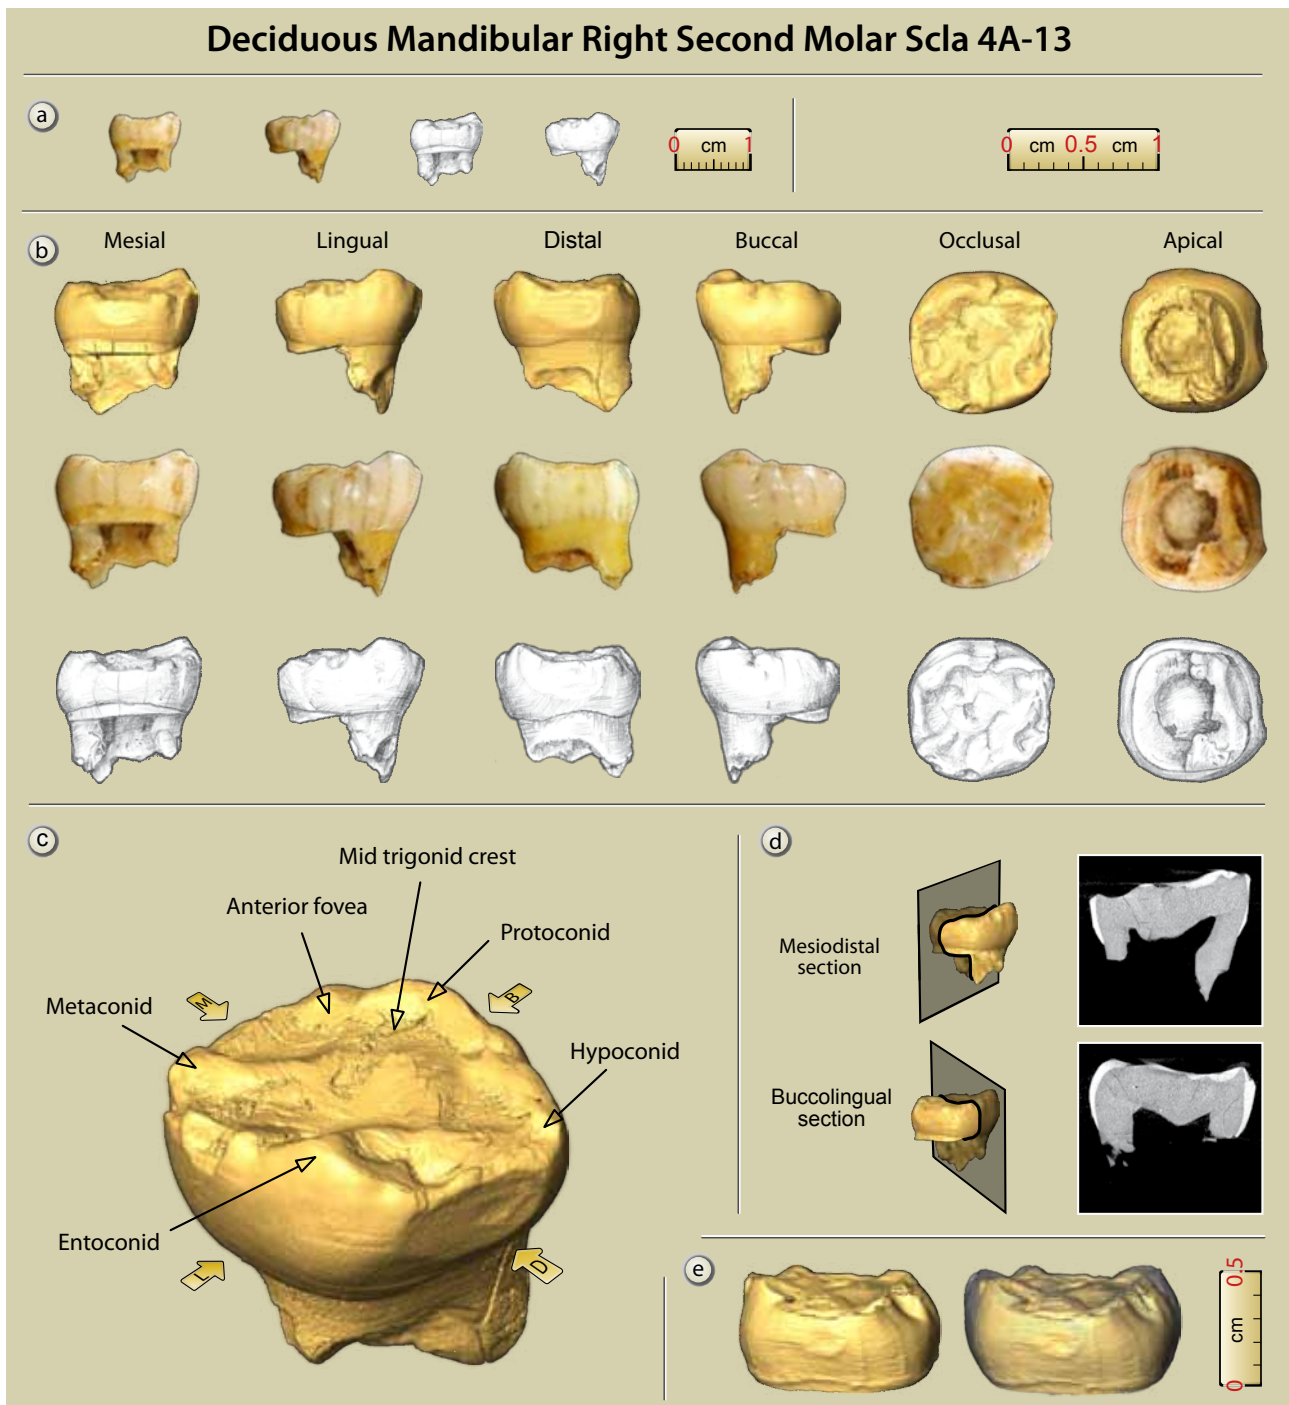 Deciduous Mandibular Right Second Molar Scla 4A-13
a
0 cm 1
0 cm 0.5 cm 1
b
Mesial Lingual Distal Buccal Occlusal Apical
c
Mid trigonid crest
Anterior fovea
Protoconid
Metaconid
M
B
Hypoconid
Entoconid
L
D
d
Mesiodistal
section
Buccolingual
section
e
0.5
cm
0